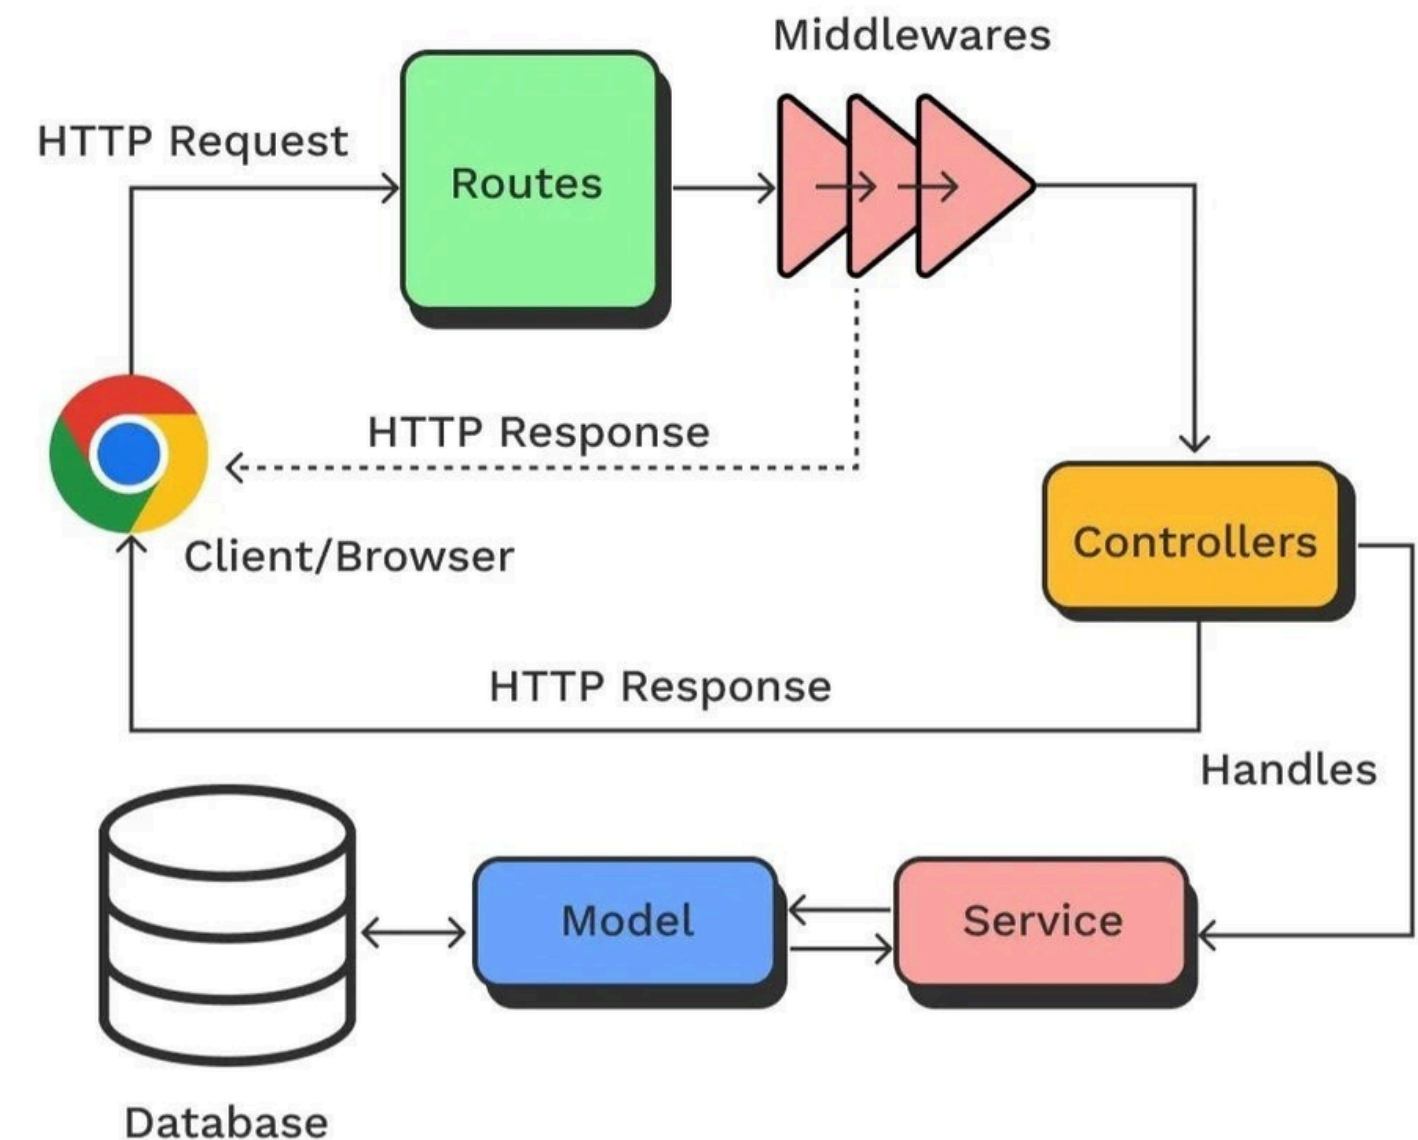 Middlewares
HTTP Request
Routes
HTTP Response
Client/Browser
Controllers
HTTP Response
Handles
Model
Service
Database